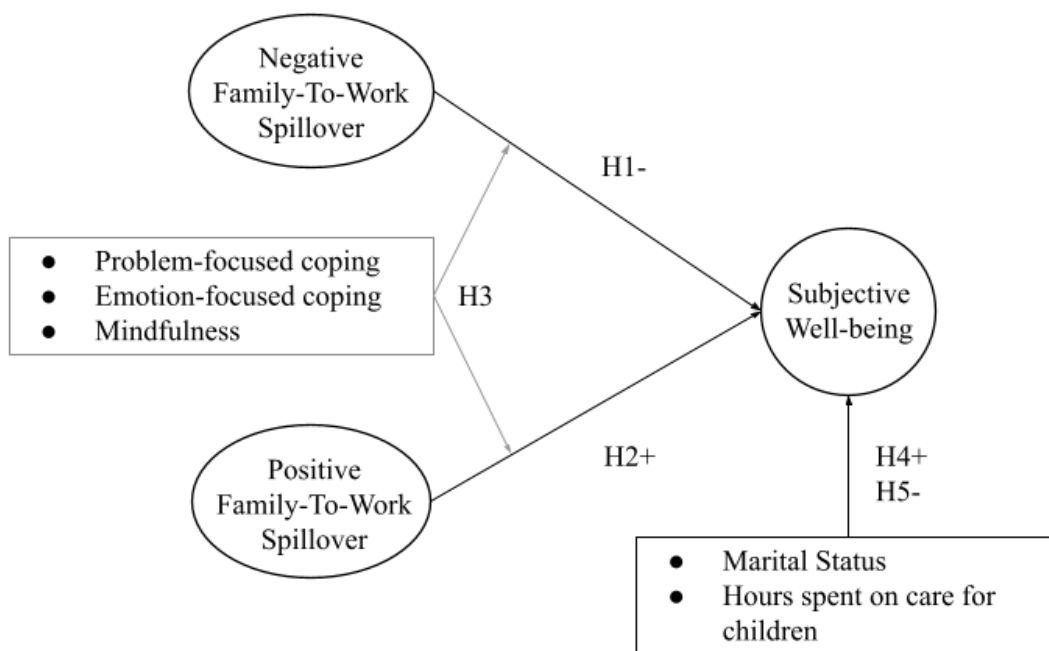 Negative
Family-To-Work
Spillover
H1-
● Problem-focused coping
● Emotion-focused coping
● Mindfulness
H3
Subjective
Well-being
Positive
Family-To-Work
Spillover
H2+
H4+
H5-
● Marital Status
● Hours spent on care for
children